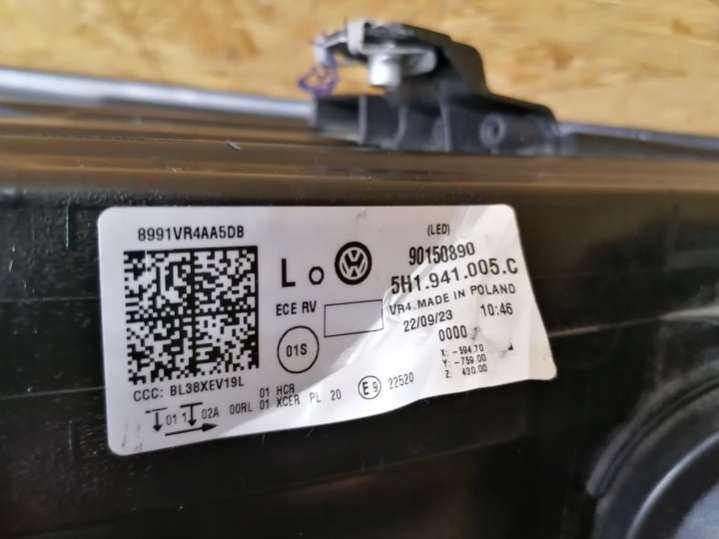 8991VR4AA5DB
L
(LED)
90150890
5H1.941.005.C
VR4.MADE IN POLAND
22/09/23 10:46
0000
ECE RV
01S
X: -594.70
Y: -759.00
Z: 430.00
CCC: BL38XEV19L
01 HCR
01 1 02A 00RL 01 XCER PL 20 E9 22520